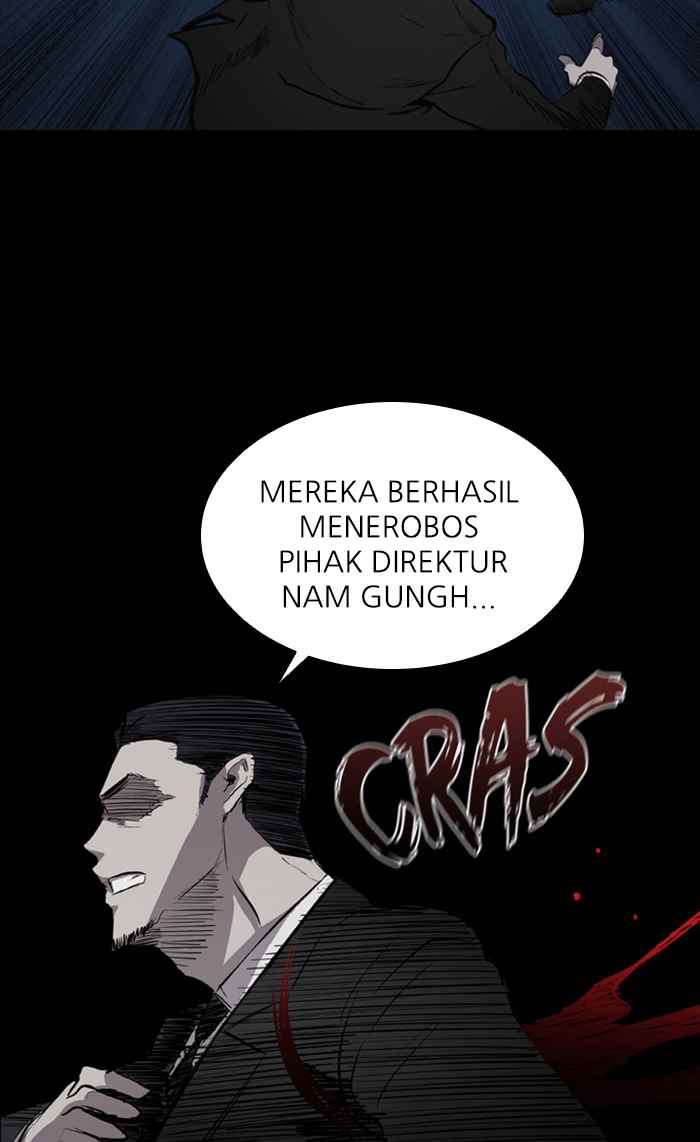 MEREKA BERHASIL
MENEROBOS
PIHAK DIREKTUR
NAM GUNGH...
CRAS